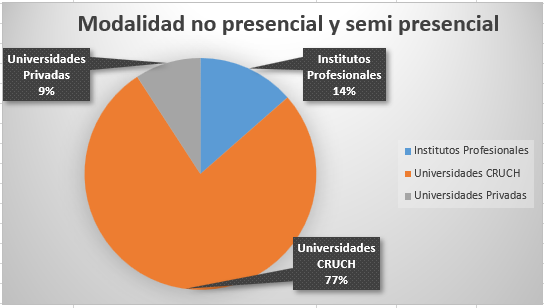 Modalidad no presencial y semi presencial
Universidades
Privadas
9%
Institutos
Profesionales
14%
Institutos Profesionales
Universidades CRUCH
Universidades Privadas
Universidades
CRUCH
77%